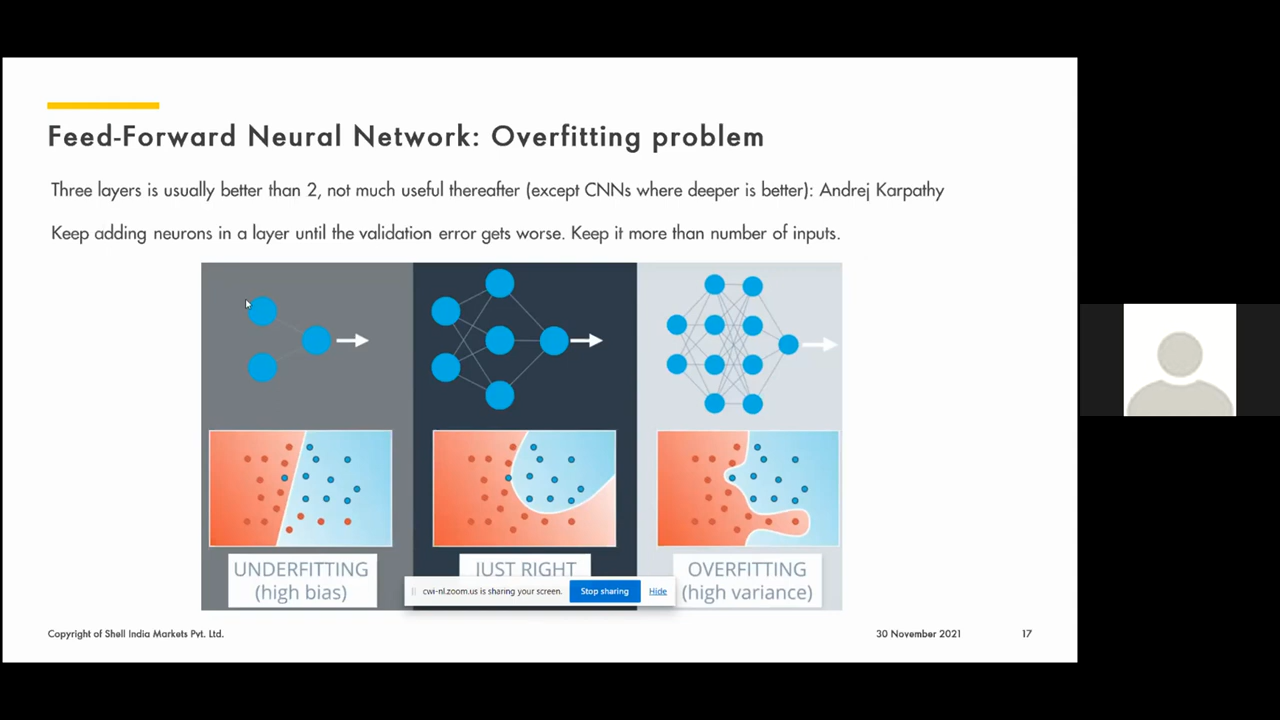 Feed-Forward Neural Network: Overfitting problem
Three layers is usually better than 2, not much useful thereafter (except CNNs where deeper is better): Andrej Karpathy
Keep adding neurons in a layer until the validation error gets worse. Keep it more than number of inputs.
UNDERFITTING
(high bias)
JUST RIGHT
OVERFITTING
(high variance)
cwi-nl.zoom.us is sharing your screen.
Stop sharing
Hide
Copyright of Shell India Markets Pvt. Ltd.
30 November 2021
17